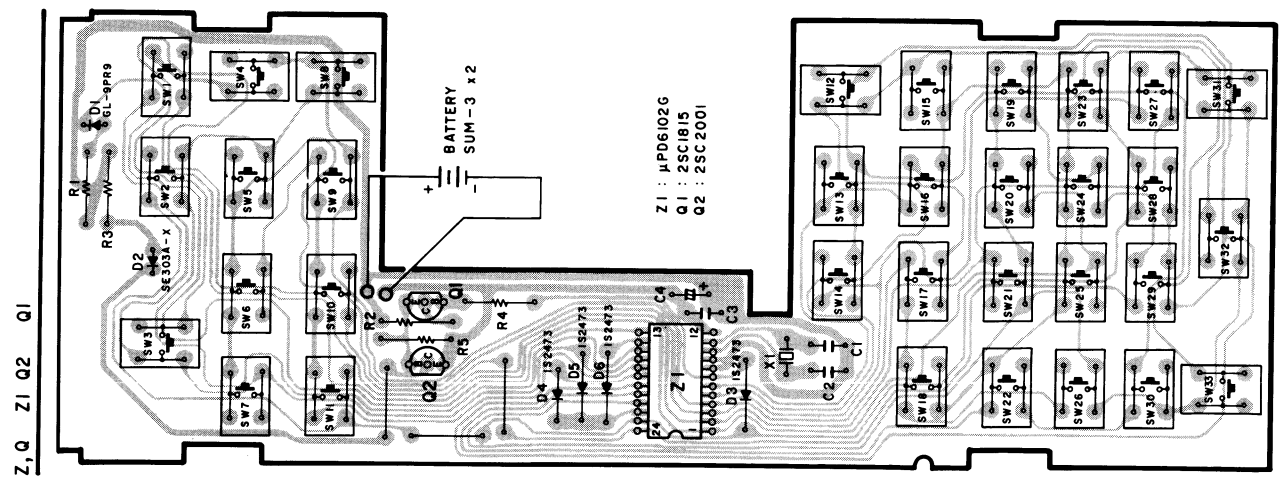 Z, Q Z1 Q2 Q1
SW1
SW4
SW8
D1
GL-9PR9
R1
R3
SW2
SW5
SW9
D2
SE303A-X
SW3
SW6
SW10
SW7
SW11
BATTERY
SUM-3 x2
+
-
Z1 : μPD6102G
Q1 : 2SC1815
Q2 : 2SC2001
R2
Q1
R4
R5
Q2
D4
1S2473
D5
1S2473
D6
1S2473
C4
+
C3
13
12
Z1
24
1
D3
1S2473
X1
C1
C2
SW12
SW15
SW19
SW23
SW27
SW31
SW13
SW16
SW20
SW24
SW28
SW32
SW14
SW17
SW21
SW25
SW29
SW18
SW22
SW26
SW30
SW33